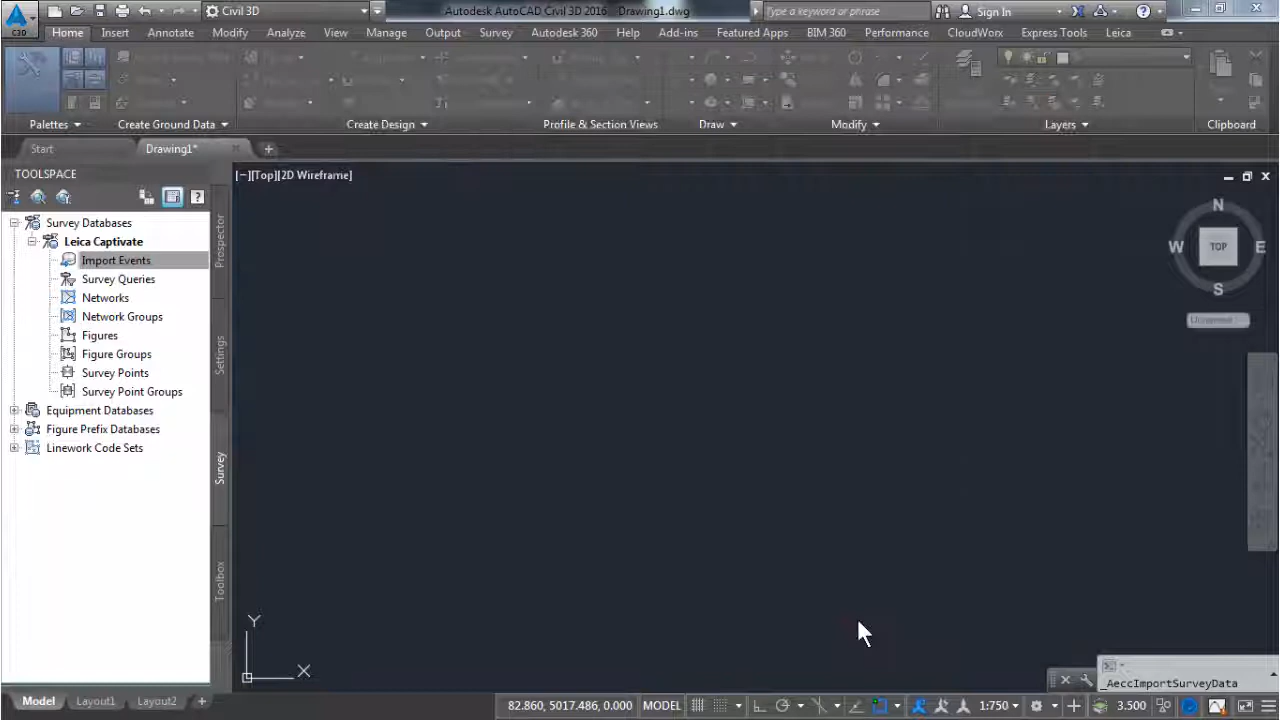 C3D
Civil 3D
Autodesk AutoCAD Civil 3D 2016 Drawing1.dwg
Type a keyword or phrase
Sign In
Home Insert Annotate Modify Analyze View Manage Output Survey Autodesk 360 Help Add-ins Featured Apps BIM 360 Performance CloudWorx Express Tools Leica
Palettes Create Ground Data Create Design Profile & Section Views Draw Modify Layers Clipboard
Start Drawing1*
TOOLSPACE
[−][Top][2D Wireframe]
Survey Databases
Leica Captivate
Import Events
Survey Queries
Networks
Network Groups
Figures
Figure Groups
Survey Points
Survey Point Groups
Equipment Databases
Figure Prefix Databases
Linework Code Sets
Prospector
Settings
Survey
Toolbox
N
W TOP E
S
Unnamed
Y
X
_AeccImportSurveyData
Model Layout1 Layout2 +
82.860, 5017.486, 0.000 MODEL 1:750 3.500